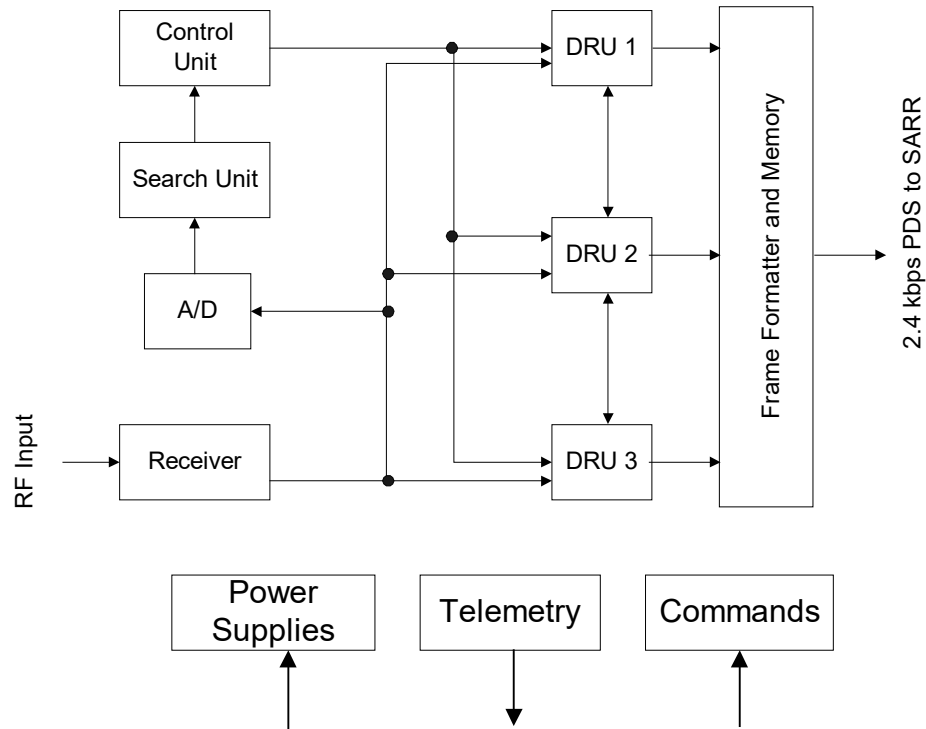 Control
Unit
DRU 1
Search Unit
DRU 2
A/D
Frame Formatter and Memory
2.4 kbps PDS to SARR
RF Input
Receiver
DRU 3
Power
Supplies
Telemetry
Commands